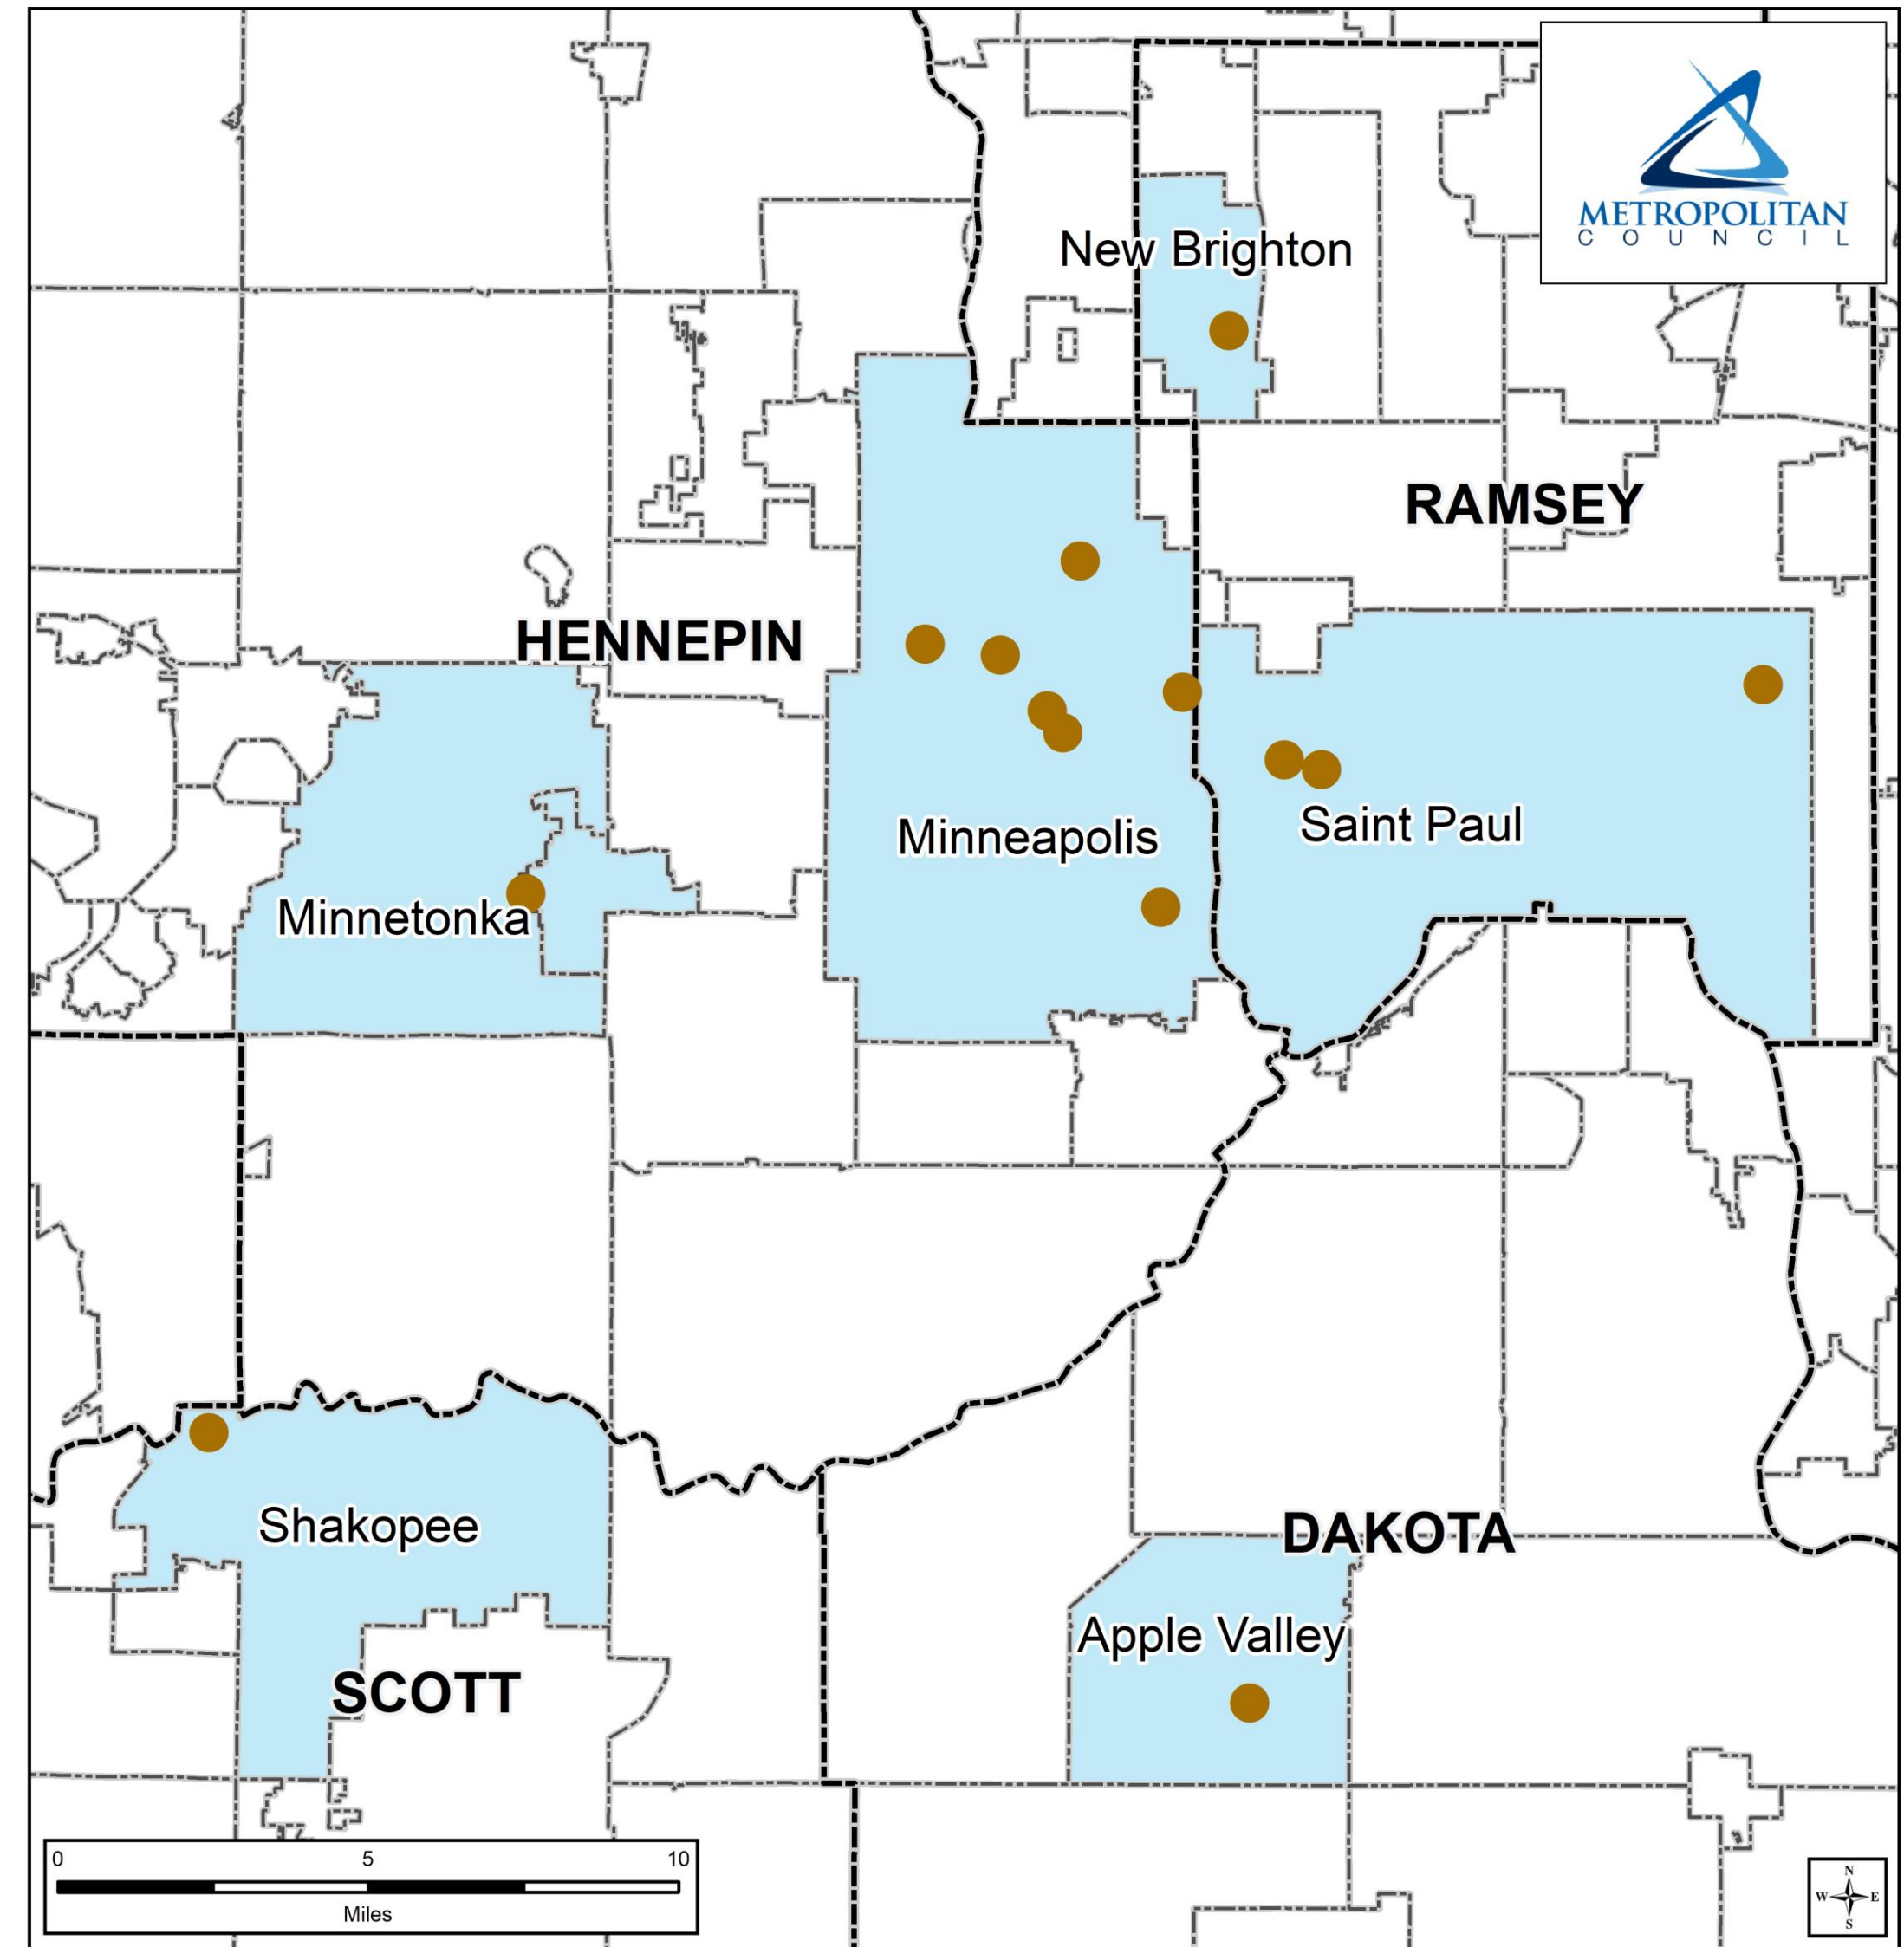 METROPOLITAN
COUNCIL
New Brighton
RAMSEY
HENNEPIN
Minneapolis
Saint Paul
Minnetonka
Shakopee
DAKOTA
Apple Valley
SCOTT
0 5 10
Miles
N
W E
S